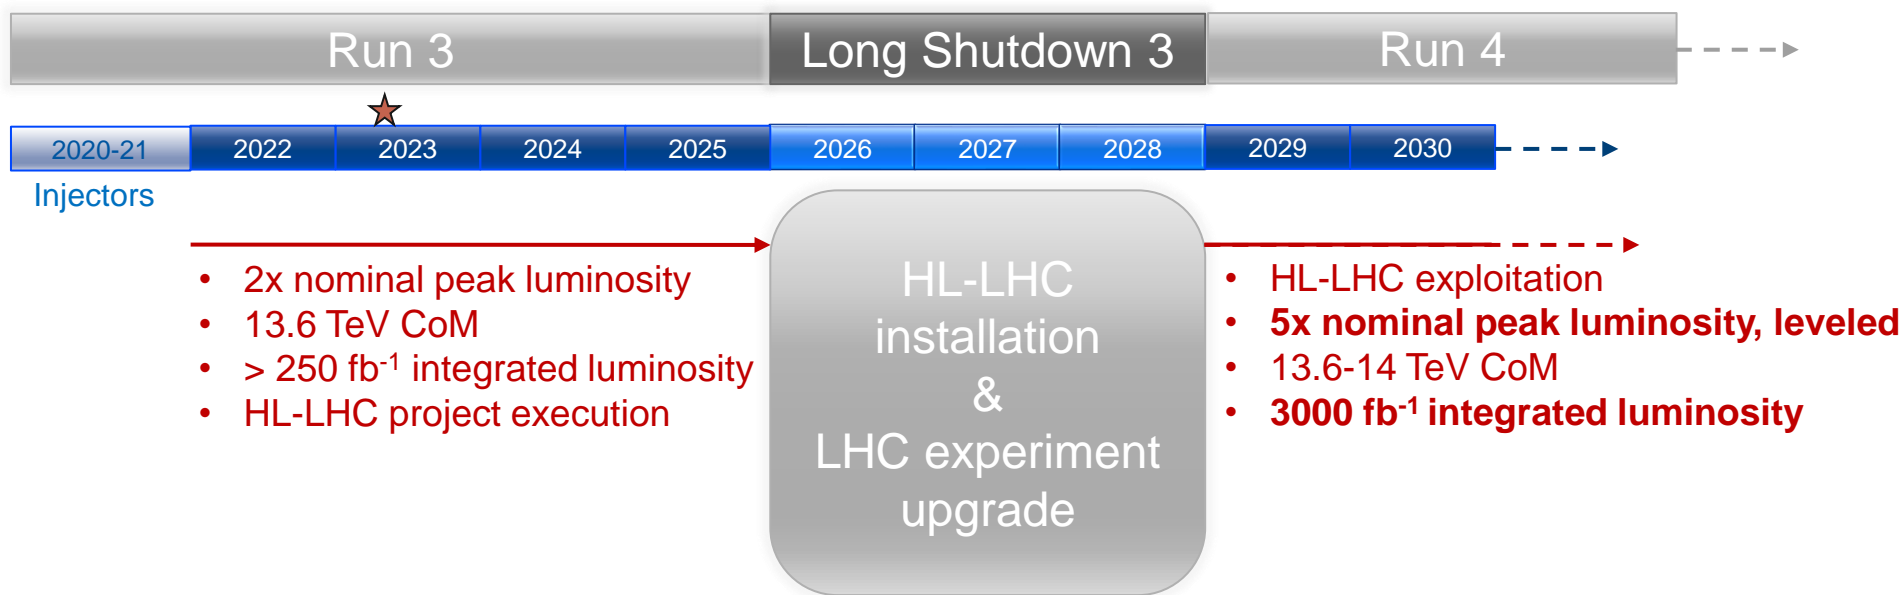 Run 3
Long Shutdown 3
Run 4
2020-21
2022
2023
2024
2025
2026
2027
2028
2029
2030
Injectors
• 2x nominal peak luminosity
• 13.6 TeV CoM
• > 250 fb-1 integrated luminosity
• HL-LHC project execution
HL-LHC
installation
&
LHC experiment
upgrade
• HL-LHC exploitation
• 5x nominal peak luminosity, leveled
• 13.6-14 TeV CoM
• 3000 fb-1 integrated luminosity